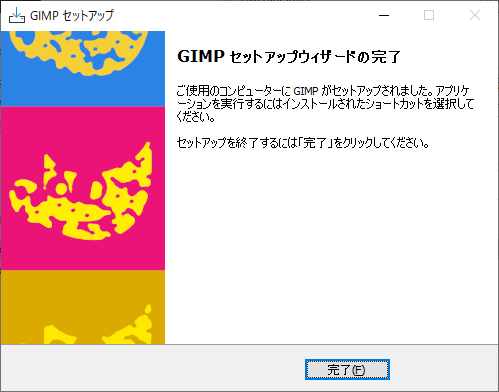 GIMP セットアップ
GIMP セットアップウィザードの完了
ご使用のコンピューターに GIMP がセットアップされました。アプリケ
ーションを実行するにはインストールされたショートカットを選択して
ください。
セットアップを終了するには「完了」をクリックしてください。
完了(F)